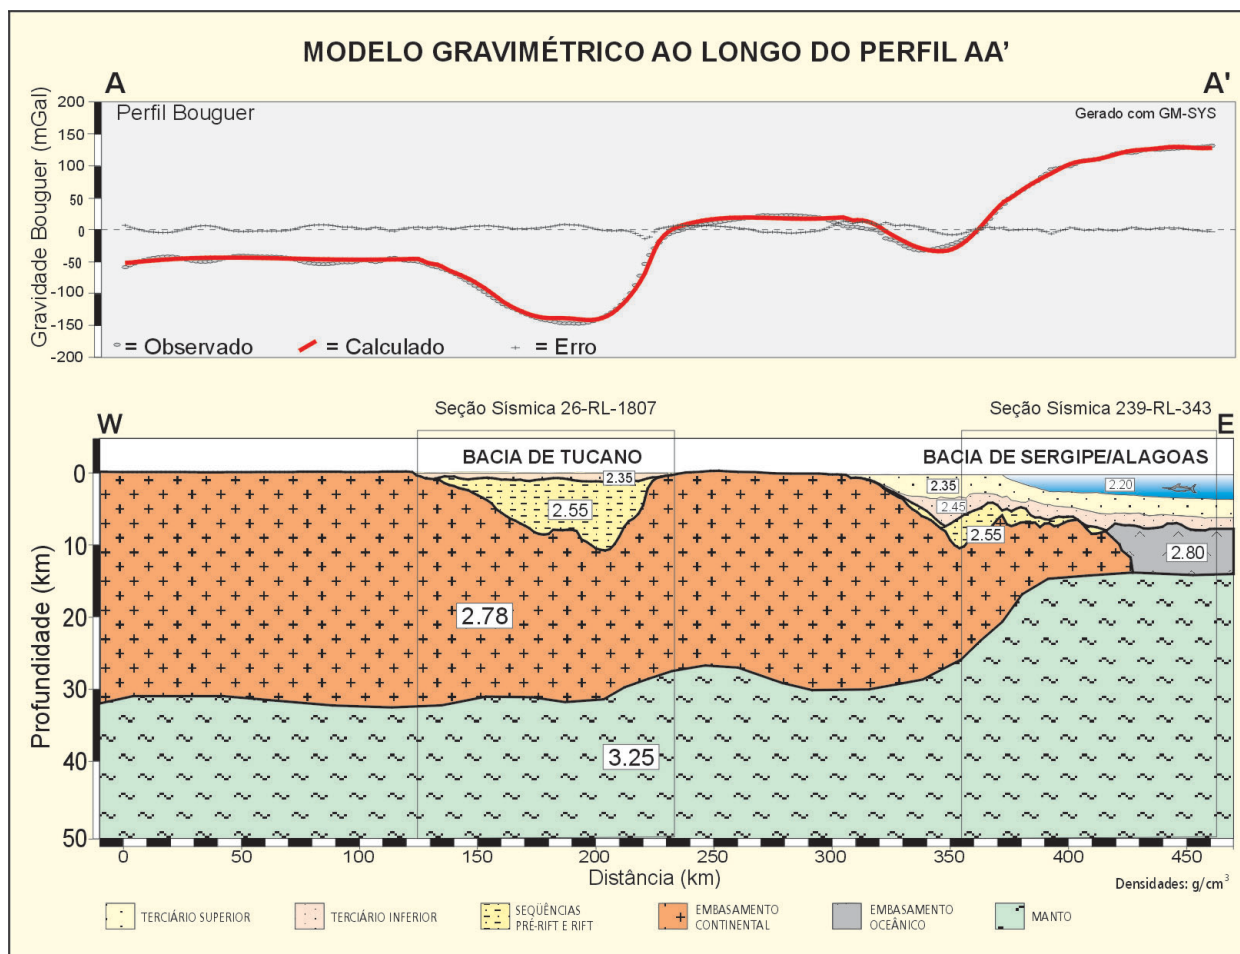 MODELO GRAVIMÉTRICO AO LONGO DO PERFIL AA’
A
A'
Perfil Bouguer
Gerado com GM-SYS
Gravidade Bouguer (mGal)
200
150
100
50
0
-50
-100
-150
-200
= Observado
= Calculado
= Erro
Seção Sísmica 26-RL-1807
Seção Sísmica 239-RL-343
W
E
BACIA DE TUCANO
BACIA DE SERGIPE/ALAGOAS
Profundidade (km)
0
10
20
30
40
50
2.35
2.55
2.78
3.25
2.35
2.45
2.55
2.20
2.80
0 50 100 150 200 250 300 350 400 450
Distância (km)
Densidades: g/cm³
TERCIÁRIO SUPERIOR
TERCIÁRIO INFERIOR
SEQÜÊNCIAS
PRÉ-RIFT E RIFT
EMBASAMENTO
CONTINENTAL
EMBASAMENTO
OCEÂNICO
MANTO